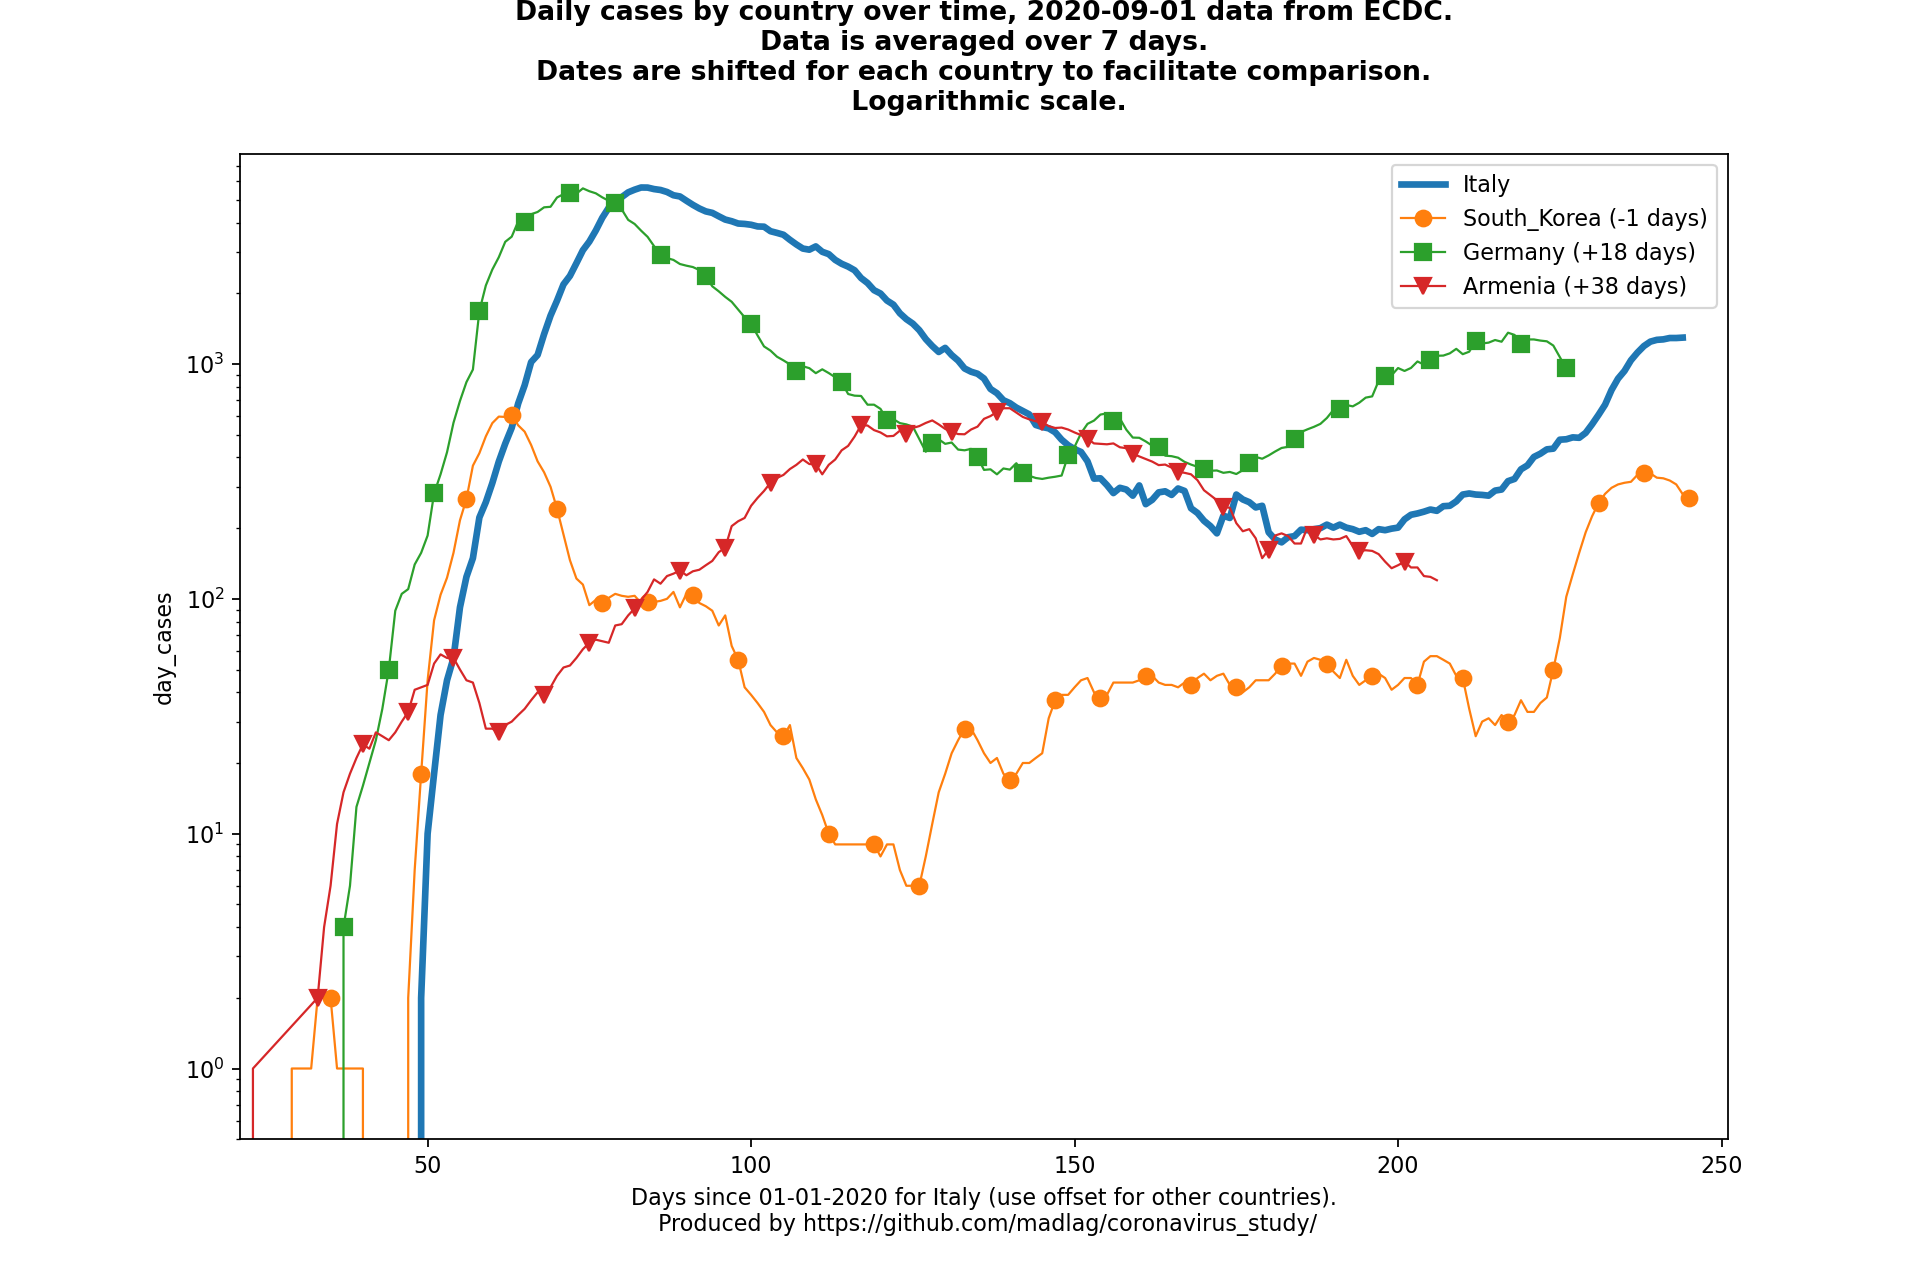 Daily cases by country over time, 2020-09-01 data from ECDC.
Data is averaged over 7 days.
Dates are shifted for each country to facilitate comparison.
Logarithmic scale.
Italy
South_Korea (-1 days)
Germany (+18 days)
Armenia (+38 days)
day_cases
10³
10²
10¹
10⁰
50 100 150 200 250
Days since 01-01-2020 for Italy (use offset for other countries).
Produced by https://github.com/madlag/coronavirus_study/